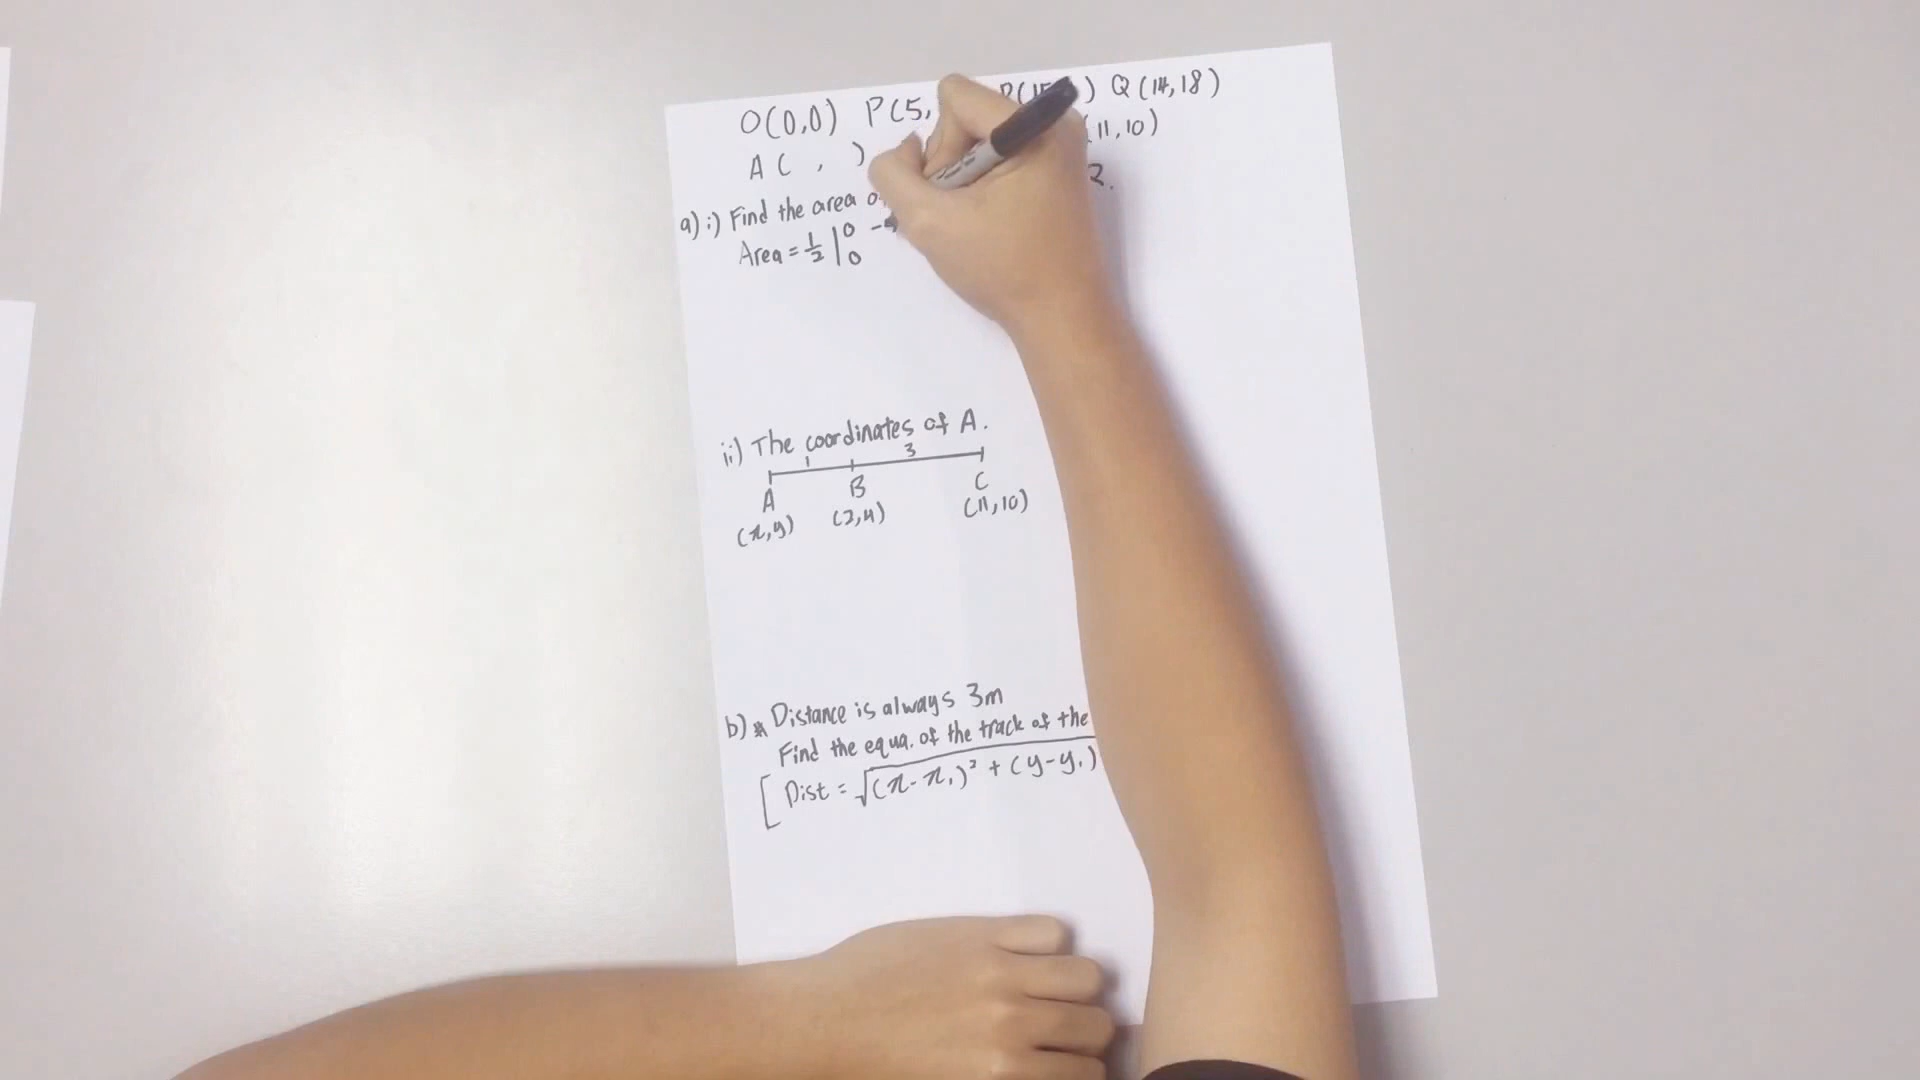 O(0,0) P(5, ) Q(14,18)
A( , ) (11,10)
a) i) Find the area 2.
Area = 1/2 | 0 -5
0
ii) The coordinates of A.
1 3
A B C
(x,y) (2,4) (11,10)
b) * Distance is always 3m
Find the equa. of the track of the
[ Dist = √(x-x₁)² + (y-y₁)